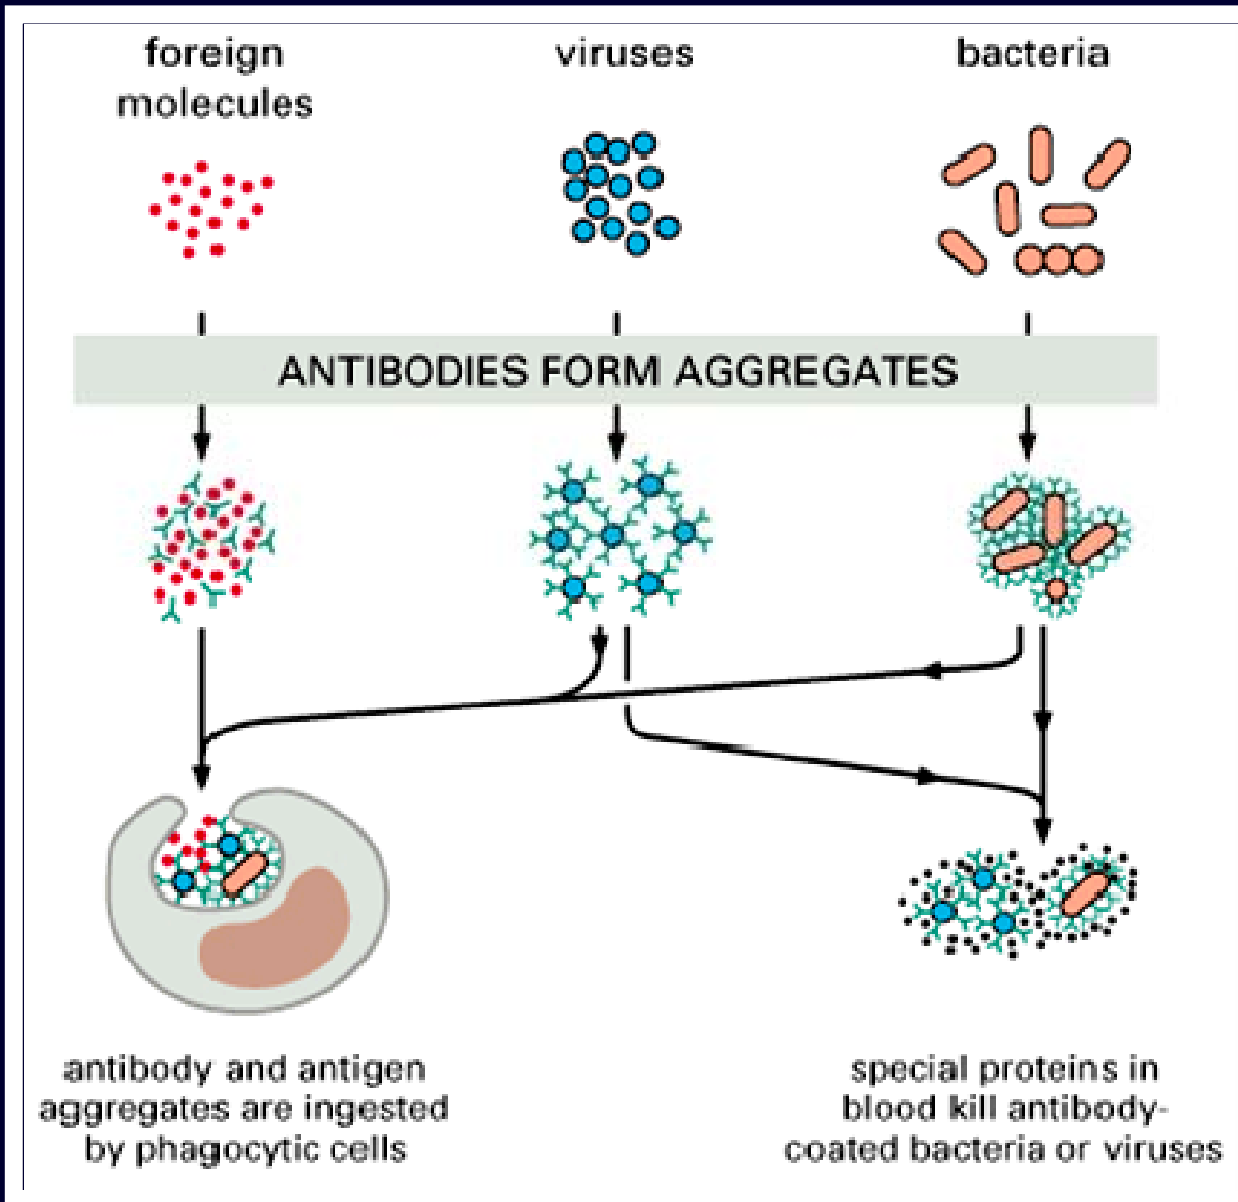 foreign
molecules
viruses
bacteria
ANTIBODIES FORM AGGREGATES
antibody and antigen
aggregates are ingested
by phagocytic cells
special proteins in
blood kill antibody-
coated bacteria or viruses